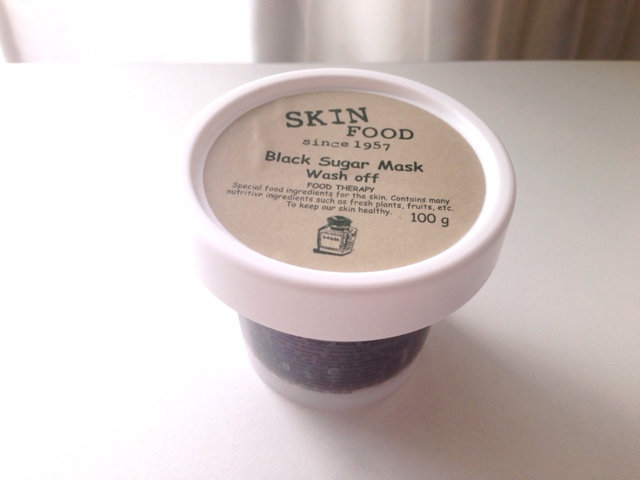 SKIN
FOOD
since 1957
Black Sugar Mask
Wash off
FOOD THERAPY
Special food ingredients for the skin. Contains many
nutritivr ingredients such as fresh plants, fruits, etc.
To keep our skin healthy.
100 g